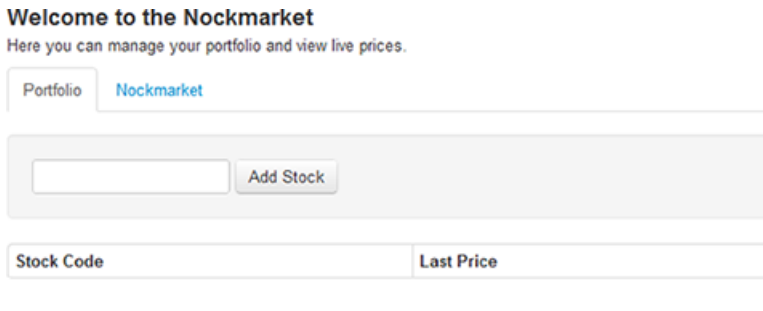 Welcome to the Nockmarket
Here you can manage your portfolio and view live prices.
Portfolio Nockmarket
Add Stock
Stock Code Last Price